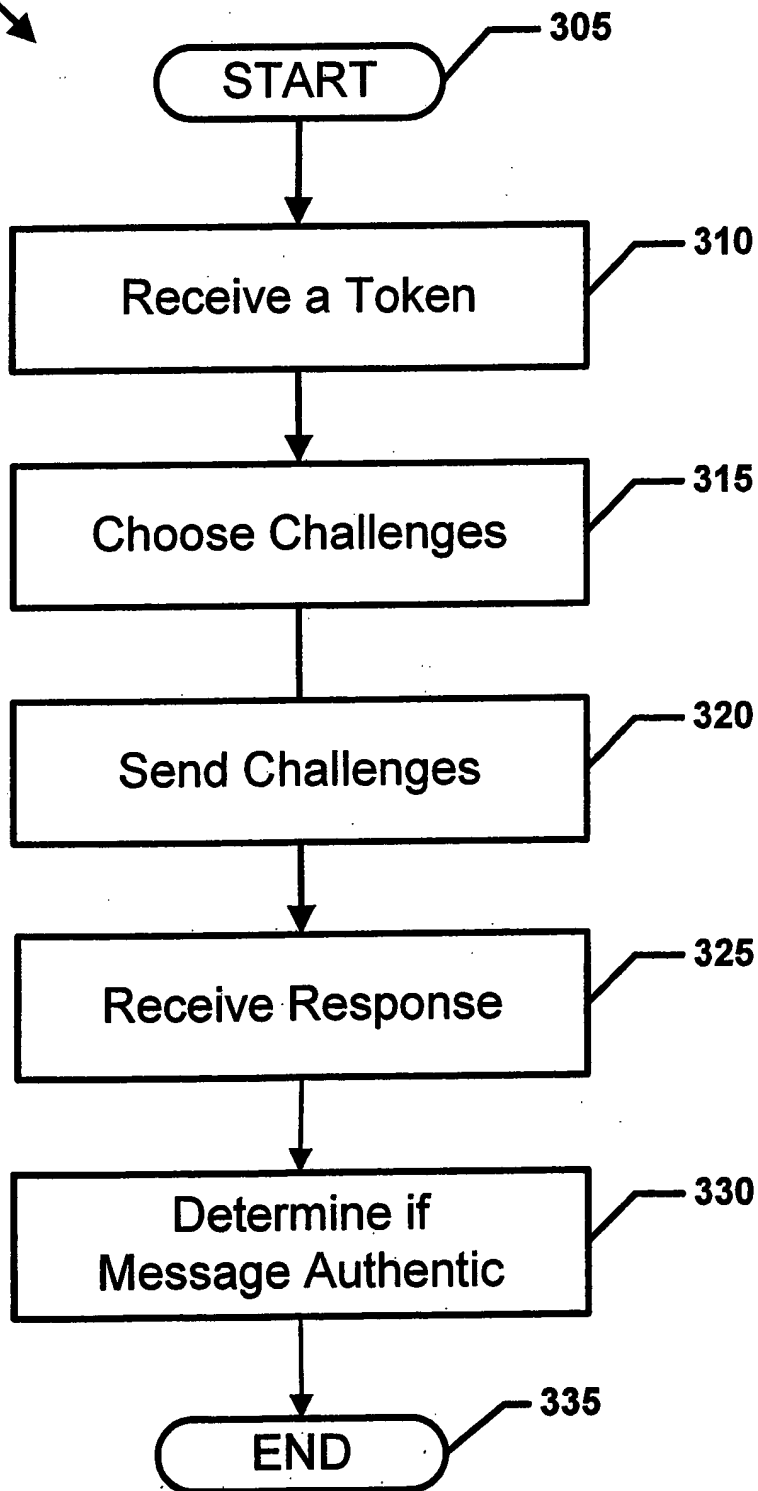 305
START
310
Receive a Token
315
Choose Challenges
320
Send Challenges
325
Receive Response
330
Determine if
Message Authentic
335
END